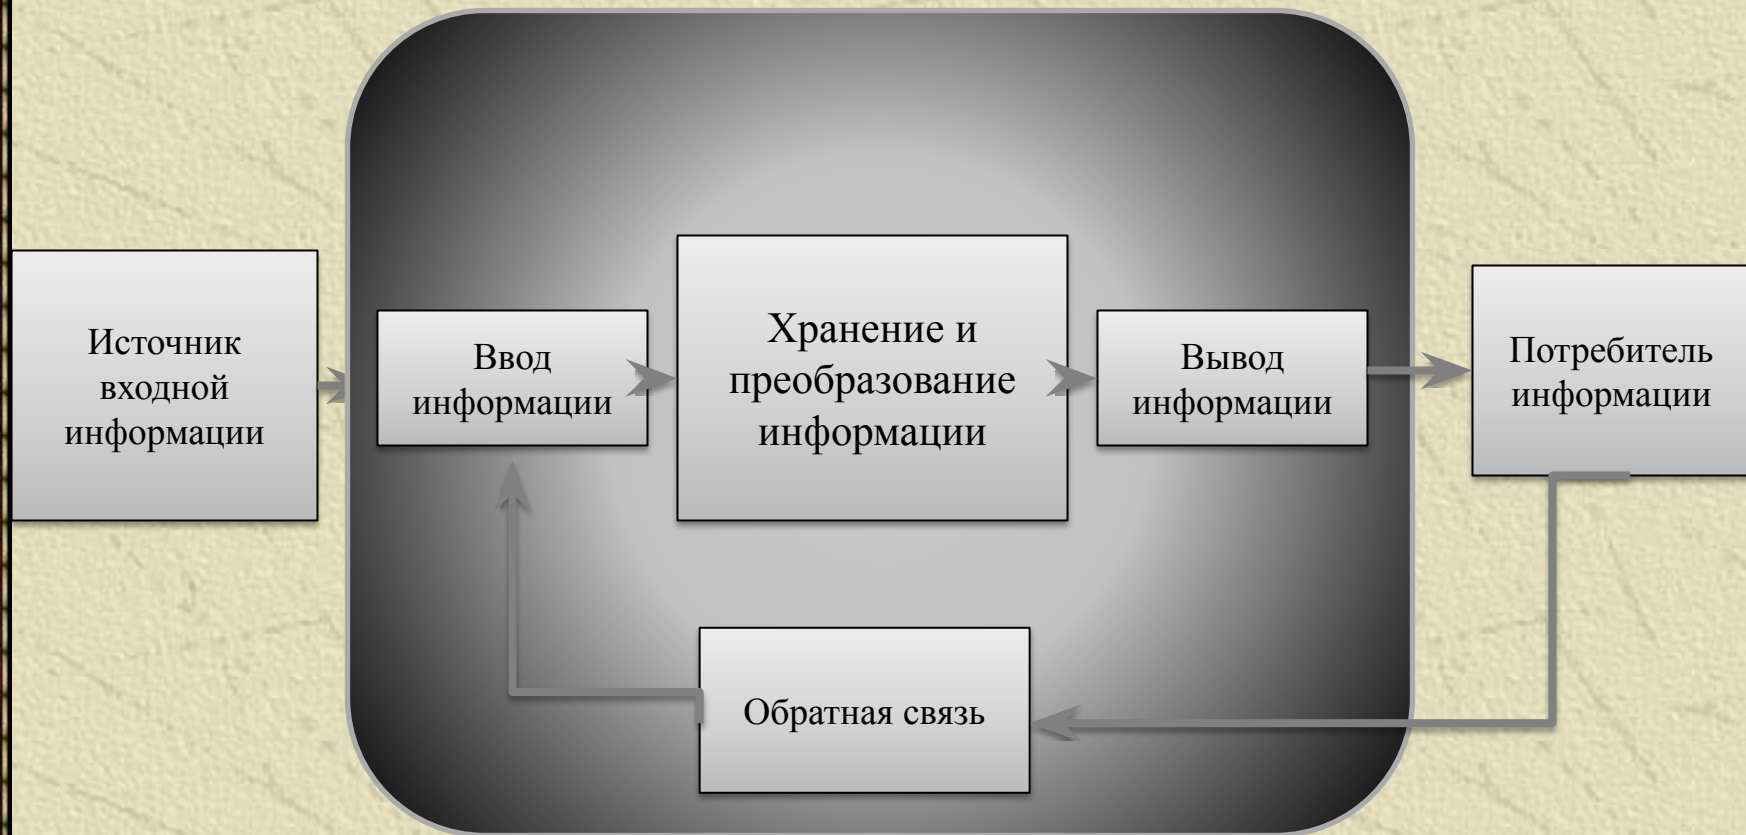 Источник
входной
информации
Ввод
информации
Хранение и
преобразование
информации
Вывод
информации
Потребитель
информации
Обратная связь